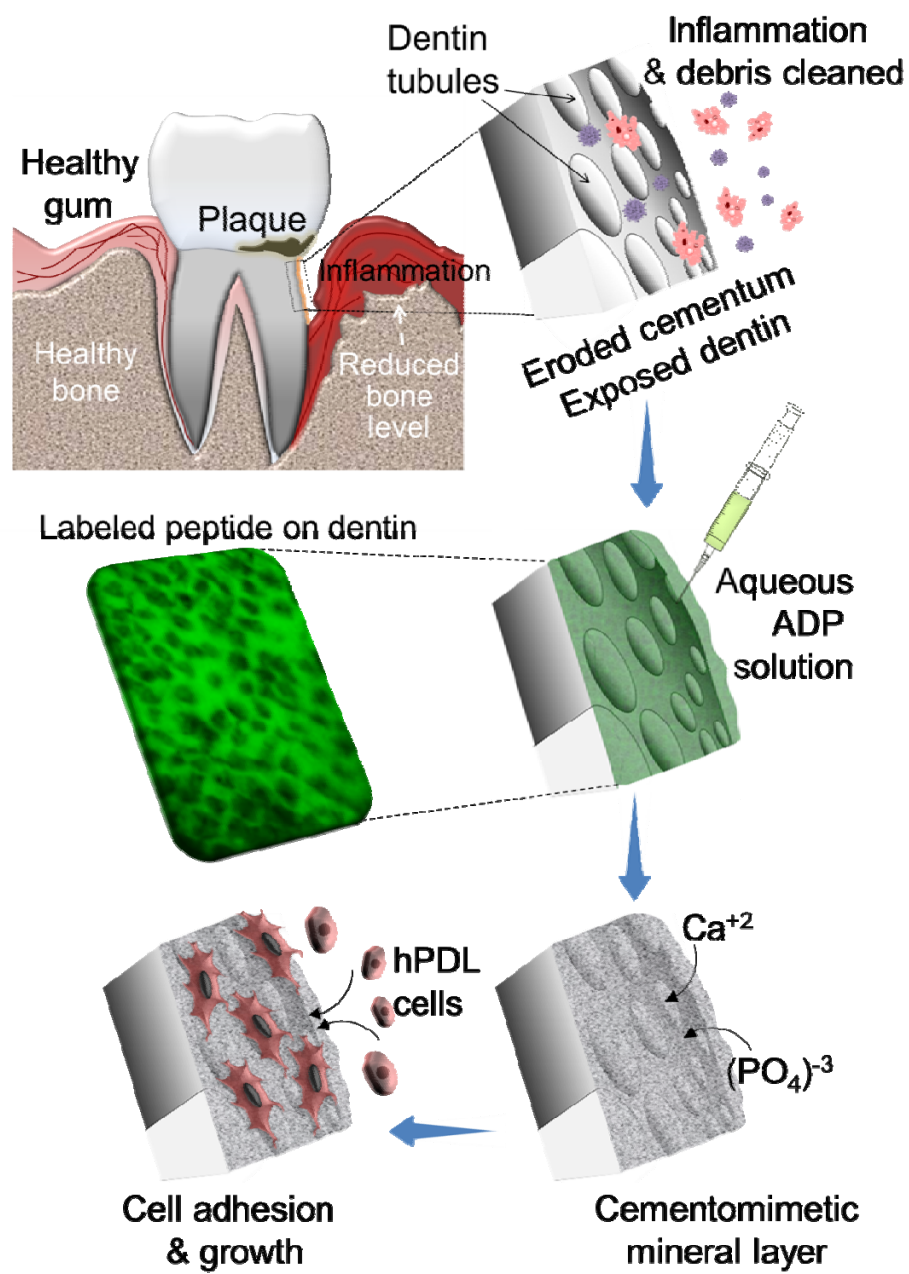 Dentin
tubules
Inflammation
& debris cleaned
Healthy
gum
Plaque
Inflammation
Healthy
bone
Reduced
bone
level
Eroded cementum
Exposed dentin
Labeled peptide on dentin
Aqueous
ADP
solution
Ca⁺²
(PO₄)⁻³
hPDL
cells
Cell adhesion
& growth
Cementomimetic
mineral layer